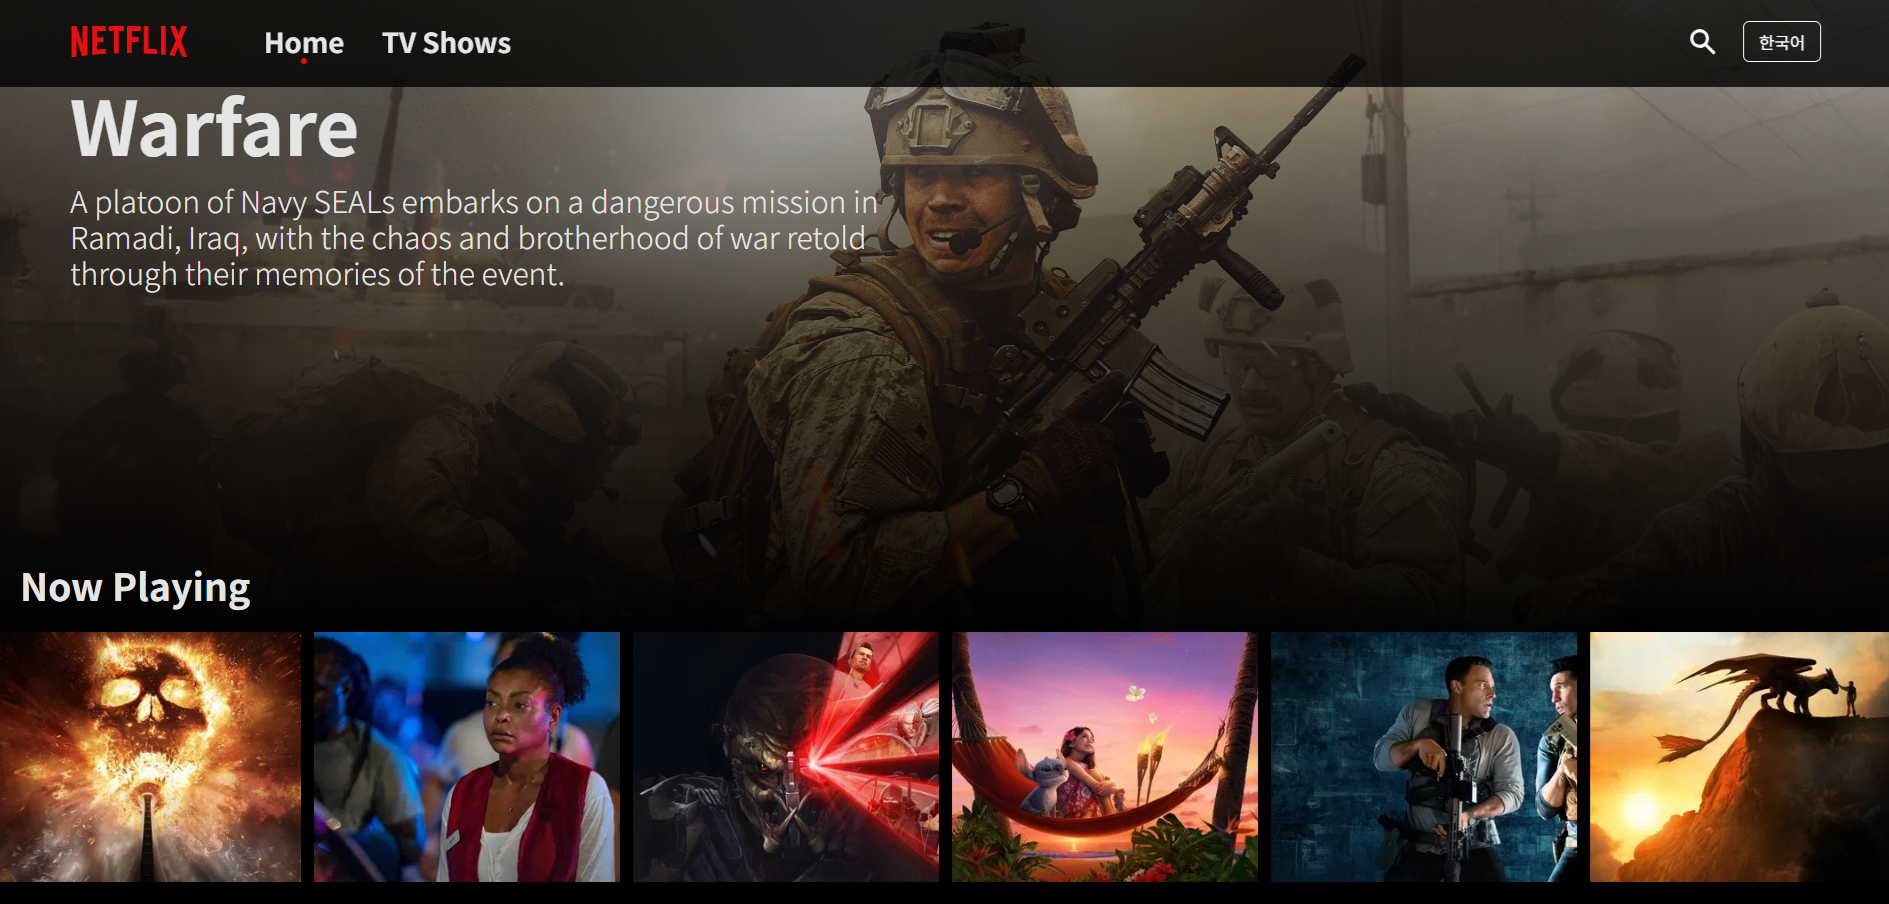 NETFLIX
Home
TV Shows
한국어
Warfare
A platoon of Navy SEALs embarks on a dangerous mission in
Ramadi, Iraq, with the chaos and brotherhood of war retold
through their memories of the event.
Now Playing